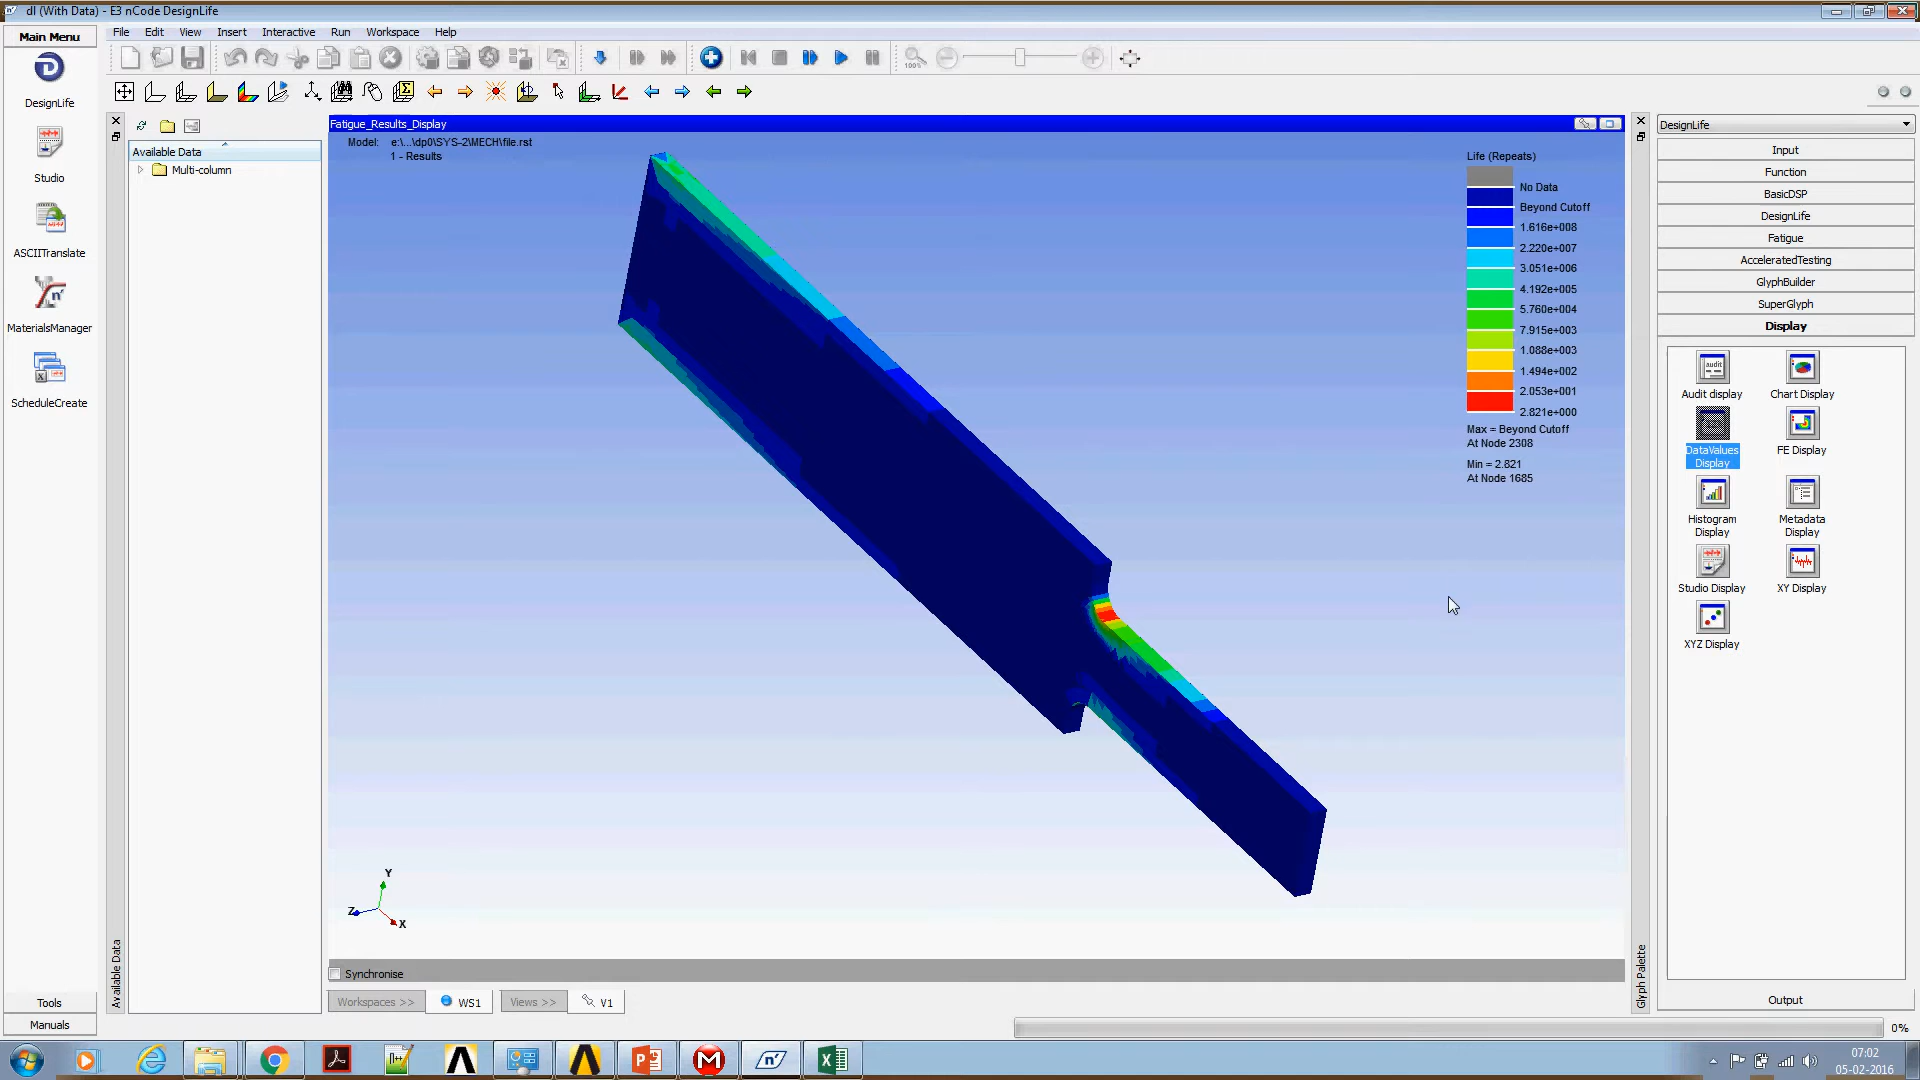 dl (With Data) - E3 nCode DesignLife
Main Menu
File Edit View Insert Interactive Run Workspace Help
DesignLife
Studio
ASCIITranslate
MaterialsManager
ScheduleCreate
Tools
Manuals
Available Data
Multi-column
Available Data
Fatigue_Results_Display
Model: e:\...\dp0\SYS-2\MECH\file.rst
1 - Results
Life (Repeats)
No Data
Beyond Cutoff
1.616e+008
2.220e+007
3.051e+006
4.192e+005
5.760e+004
7.915e+003
1.088e+003
1.494e+002
2.053e+001
2.821e+000
Max = Beyond Cutoff
At Node 2308
Min = 2.821
At Node 1685
Y
Z
X
Synchronise
Workspaces >> WS1 Views >> V1
Glyph Palette
DesignLife
Input
Function
BasicDSP
DesignLife
Fatigue
AcceleratedTesting
GlyphBuilder
SuperGlyph
Display
Audit display
Chart Display
DataValues
Display
FE Display
Histogram
Display
Metadata
Display
Studio Display
XY Display
XYZ Display
Output
0%
07:02
05-02-2016